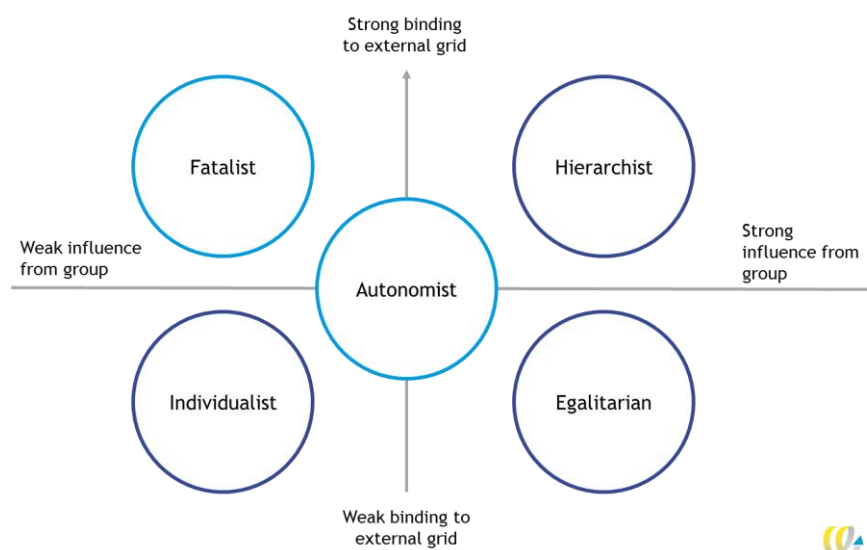 Strong binding
to external grid
Fatalist
Hierarchist
Weak influence
from group
Strong
influence from
group
Autonomist
Individualist
Egalitarian
Weak binding to
external grid